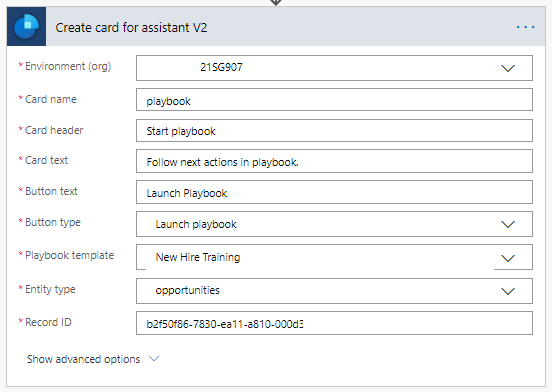 Create card for assistant V2
...
* Environment (org) 21SG907
* Card name playbook
* Card header Start playbook
* Card text Follow next actions in playbook.
* Button text Launch Playbook
* Button type Launch playbook
* Playbook template New Hire Training
* Entity type opportunities
* Record ID b2f50f86-7830-ea11-a810-000d3
Show advanced options